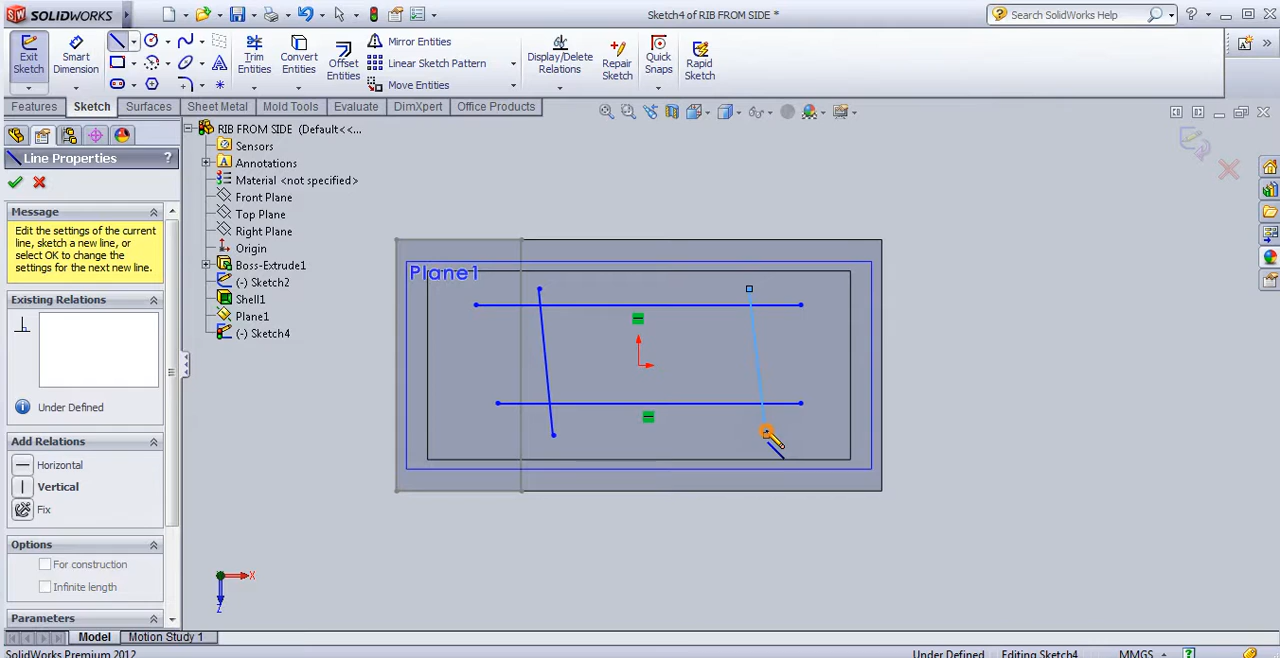 SOLIDWORKS
Sketch4 of RIB FROM SIDE *
Search SolidWorks Help
Exit Sketch
Smart Dimension
Trim Entities
Convert Entities
Offset Entities
Mirror Entities
Linear Sketch Pattern
Move Entities
Display/Delete Relations
Repair Sketch
Quick Snaps
Rapid Sketch
Features Sketch Surfaces Sheet Metal Mold Tools Evaluate DimXpert Office Products
Line Properties ?
Message
Edit the settings of the current
line, sketch a new line, or
select OK to change the
settings for the next new line.
Existing Relations
Under Defined
Add Relations
Horizontal
Vertical
Fix
Options
For construction
Infinite length
Parameters
RIB FROM SIDE (Default<<...
Sensors
Annotations
Material <not specified>
Front Plane
Top Plane
Right Plane
Origin
Boss-Extrude1
(-) Sketch2
Shell1
Plane1
(-) Sketch4
Plane1
X
Z
Model Motion Study 1
SolidWorks Premium 2012
Under Defined Editing Sketch4 MMGS ?